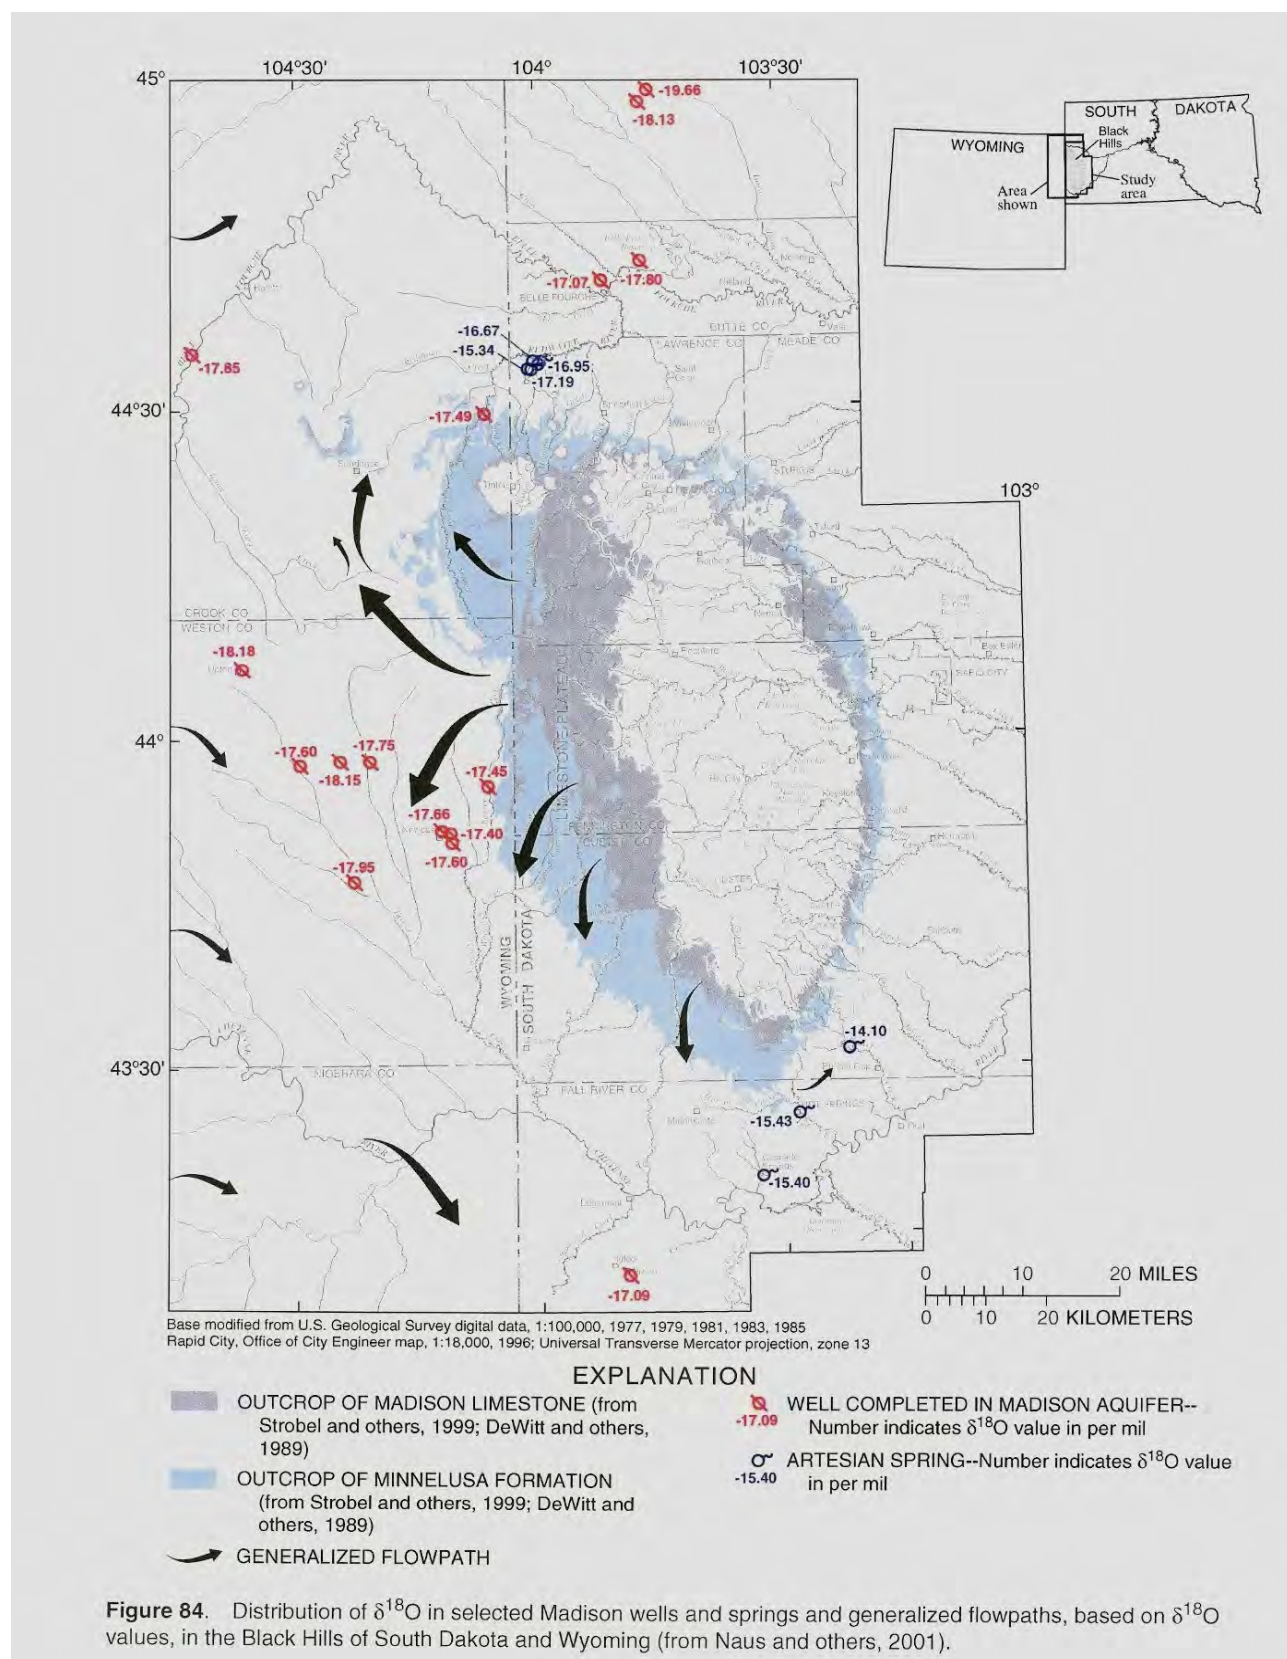 104°30'
104°
103°30'
45°
-19.66
-18.13
SOUTH
DAKOTA
WYOMING
Black
Hills
Area
shown
Study
area
RIVER
FOURCHE
-17.07
-17.80
BELLE FOURCHE
RIVER
BUTTE CO
LAWRENCE CO
MEADE CO
-16.67
-15.34
-16.95
-17.19
-17.85
-17.49
44°30'
Sundance
STURGIS
103°
CROOK CO
WESTON CO
-18.18
44°
-17.60
-17.75
-18.15
-17.45
-17.66
-17.40
-17.60
-17.95
LIMESTONE PLATEAU
PENNINGTON CO
CUSTER CO
RAPID CITY
WYOMING
SOUTH DAKOTA
-14.10
43°30'
NIOBRARA CO
FALL RIVER CO
-15.43
-15.40
RIVER
-17.09
0 10 20 MILES
0 10 20 KILOMETERS
Base modified from U.S. Geological Survey digital data, 1:100,000, 1977, 1979, 1981, 1983, 1985
Rapid City, Office of City Engineer map, 1:18,000, 1996; Universal Transverse Mercator projection, zone 13
EXPLANATION
OUTCROP OF MADISON LIMESTONE (from
Strobel and others, 1999; DeWitt and others,
1989)
OUTCROP OF MINNELUSA FORMATION
(from Strobel and others, 1999; DeWitt and
others, 1989)
GENERALIZED FLOWPATH
WELL COMPLETED IN MADISON AQUIFER--
-17.09 Number indicates δ¹⁸O value in per mil
ARTESIAN SPRING--Number indicates δ¹⁸O value
-15.40 in per mil
Figure 84. Distribution of δ¹⁸O in selected Madison wells and springs and generalized flowpaths, based on δ¹⁸O
values, in the Black Hills of South Dakota and Wyoming (from Naus and others, 2001).